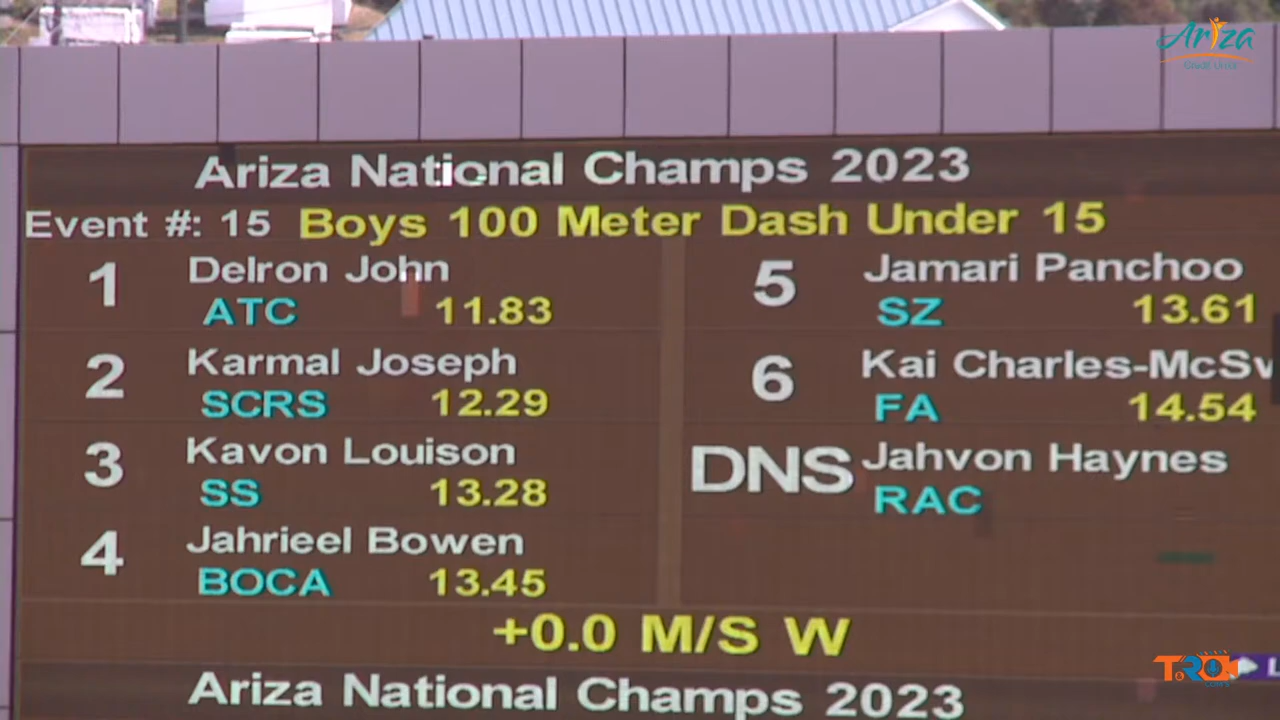 Ariza
Credit Union
Ariza National Champs 2023
Event #: 15 Boys 100 Meter Dash Under 15
1 Delron John
ATC 11.83
2 Karmal Joseph
SCRS 12.29
3 Kavon Louison
SS 13.28
4 Jahrieel Bowen
BOCA 13.45
5 Jamari Panchoo
SZ 13.61
6 Kai Charles-McSw
FA 14.54
DNS Jahvon Haynes
RAC
+0.0 M/S W
Ariza National Champs 2023
TRO